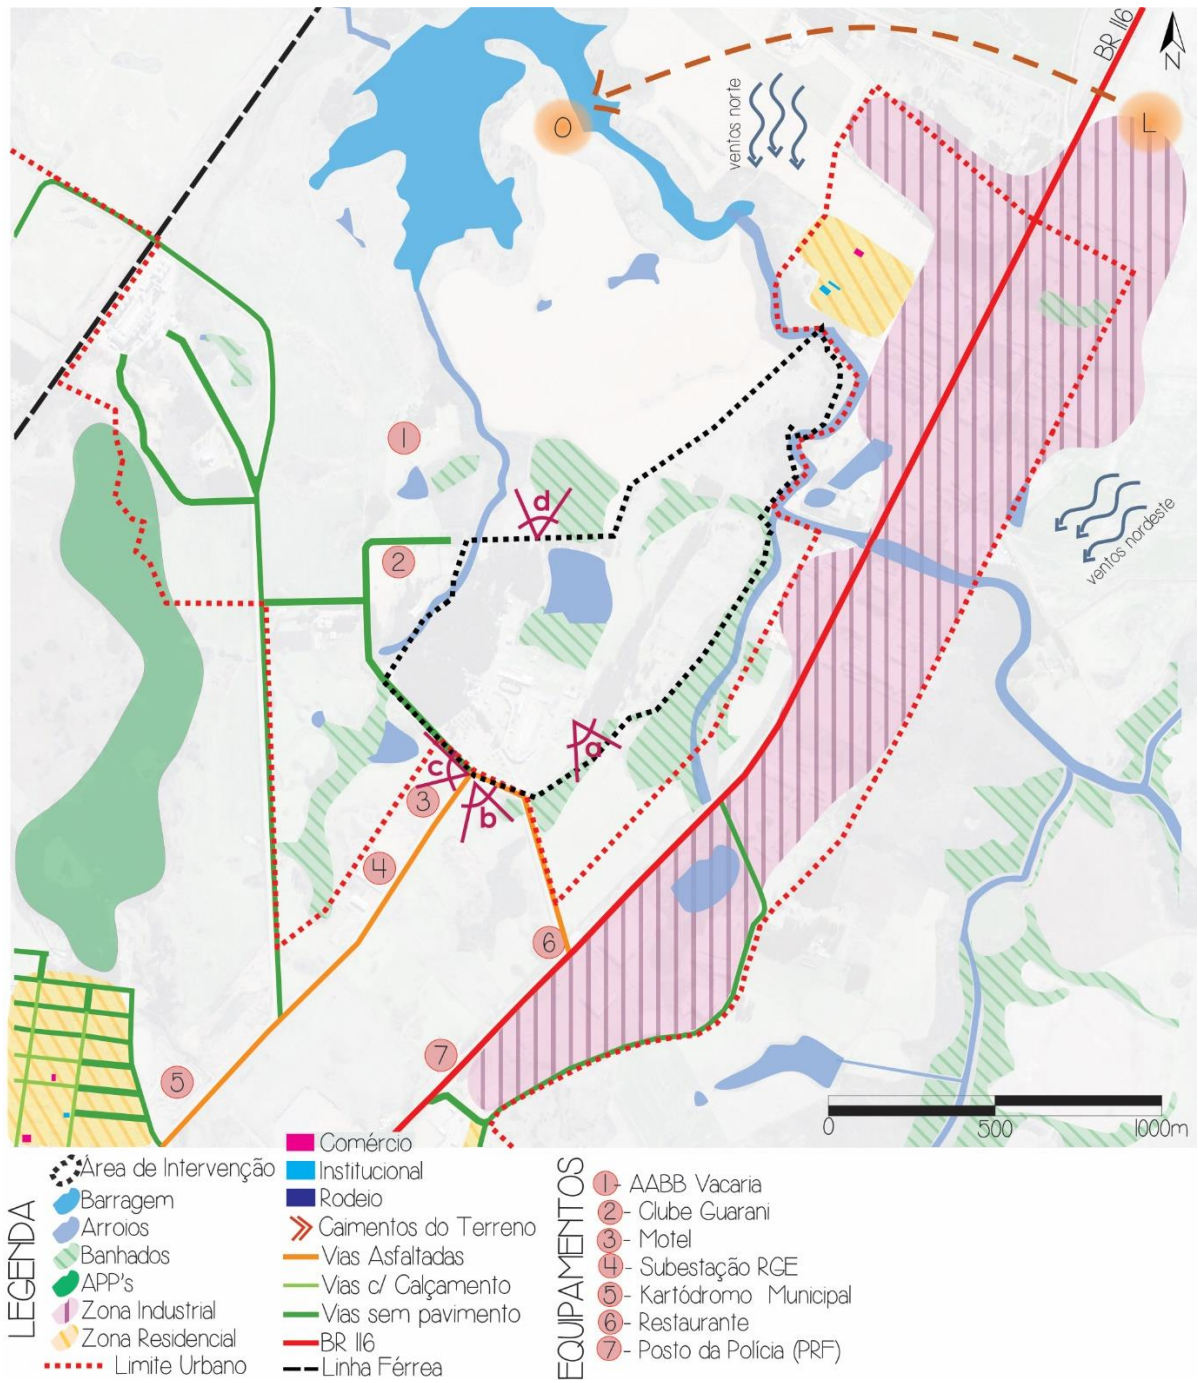 BR 116
N
L
O
ventos norte
1
d
ventos nordeste
2
a
c
3
b
4
6
7
5
0 500 1000m
LEGENDA
Área de Intervenção
Barragem
Arroios
Banhados
APP's
Zona Industrial
Zona Residencial
Limite Urbano
Comércio
Institucional
Rodeio
Caimentos do Terreno
Vias Asfaltadas
Vias c/ Calçamento
Vias sem pavimento
BR 116
Linha Férrea
EQUIPAMENTOS
1 - AABB Vacaria
2 - Clube Guarani
3 - Motel
4 - Subestação RGE
5 - Kartódromo Municipal
6 - Restaurante
7 - Posto da Polícia (PRF)